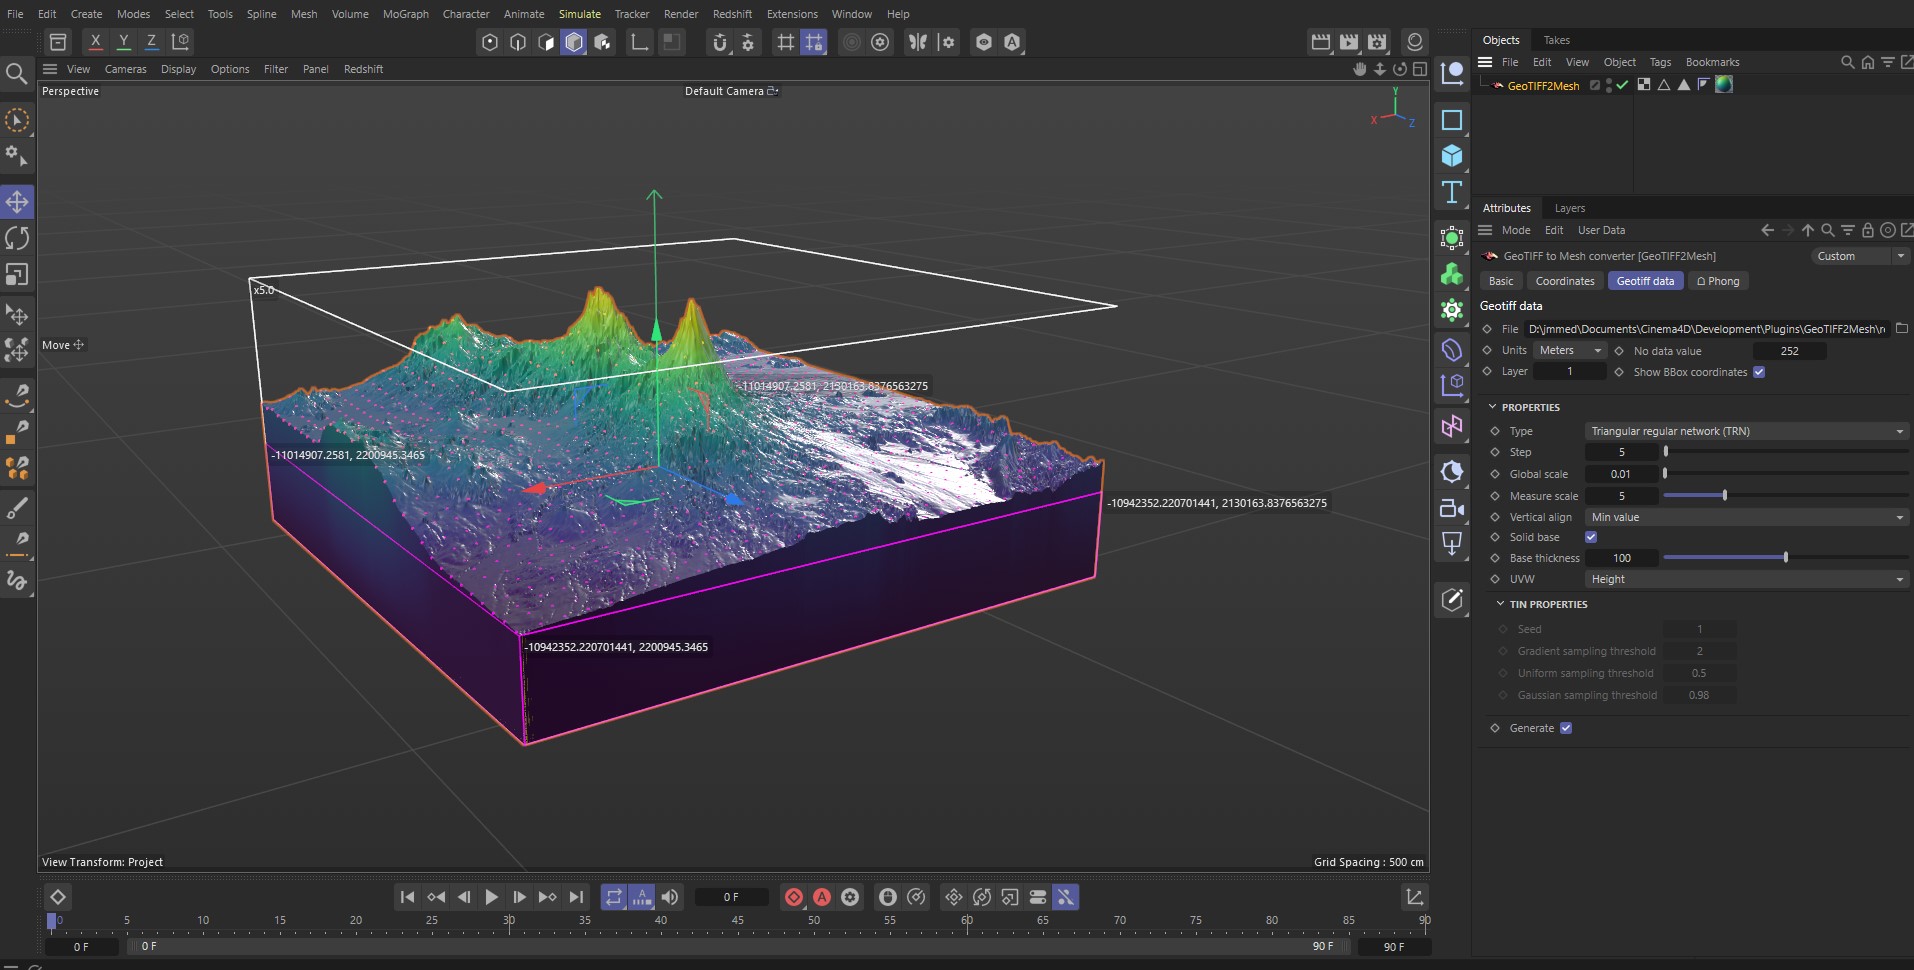 File Edit Create Modes Select Tools Spline Mesh Volume MoGraph Character Animate Simulate Tracker Render Redshift Extensions Window Help
X Y Z
View Cameras Display Options Filter Panel Redshift
Perspective
Default Camera
Y
X
Z
x5.0
Move
-11014907.2581, 2130163.8376563275
-11014907.2581, 2200945.3465
-10942352.220701441, 2130163.8376563275
-10942352.220701441, 2200945.3465
View Transform: Project
Grid Spacing : 500 cm
0 F
0 5 10 15 20 25 30 35 40 45 50 55 60 65 70 75 80 85 90
0 F
0 F
90 F
90 F
Objects Takes
File Edit View Object Tags Bookmarks
GeoTIFF2Mesh
Attributes Layers
Mode Edit User Data
GeoTIFF to Mesh converter [GeoTIFF2Mesh]
Custom
Basic Coordinates Geotiff data Phong
Geotiff data
File D:\jmmed\Documents\Cinema4D\Development\Plugins\GeoTIFF2Mesh\
Units Meters No data value 252
Layer 1 Show BBox coordinates
PROPERTIES
Type Triangular regular network (TRN)
Step 5
Global scale 0.01
Measure scale 5
Vertical align Min value
Solid base
Base thickness 100
UVW Height
TIN PROPERTIES
Seed 1
Gradient sampling threshold 2
Uniform sampling threshold 0.5
Gaussian sampling threshold 0.98
Generate